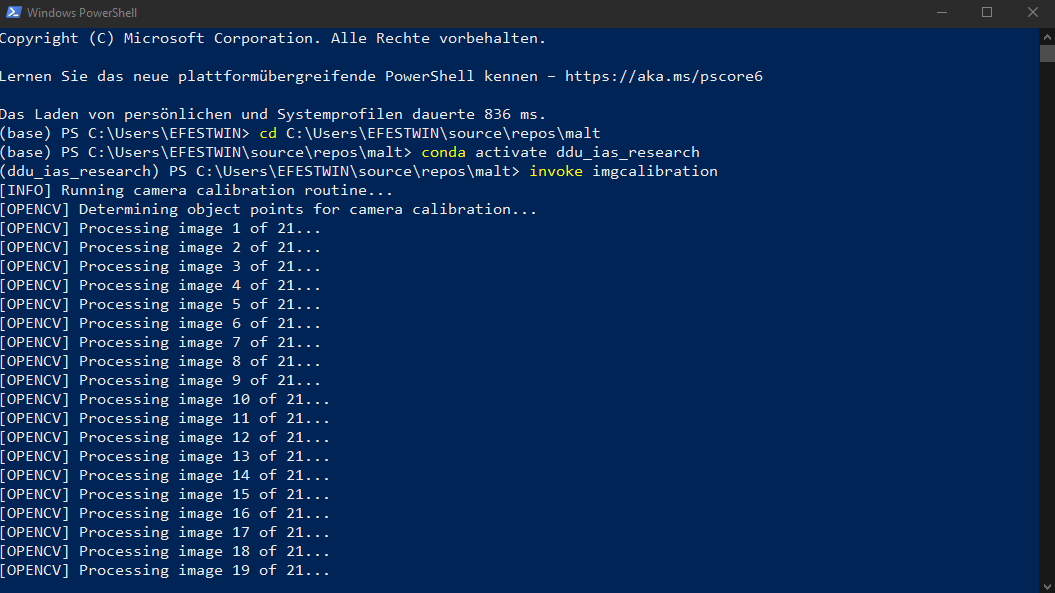 Windows PowerShell
Copyright (C) Microsoft Corporation. Alle Rechte vorbehalten.
Lernen Sie das neue plattformübergreifende PowerShell kennen – https://aka.ms/pscore6
Das Laden von persönlichen und Systemprofilen dauerte 836 ms.
(base) PS C:\Users\EFESTWIN> cd C:\Users\EFESTWIN\source\repos\malt
(base) PS C:\Users\EFESTWIN\source\repos\malt> conda activate ddu_ias_research
(ddu_ias_research) PS C:\Users\EFESTWIN\source\repos\malt> invoke imgcalibration
[INFO] Running camera calibration routine...
[OPENCV] Determining object points for camera calibration...
[OPENCV] Processing image 1 of 21...
[OPENCV] Processing image 2 of 21...
[OPENCV] Processing image 3 of 21...
[OPENCV] Processing image 4 of 21...
[OPENCV] Processing image 5 of 21...
[OPENCV] Processing image 6 of 21...
[OPENCV] Processing image 7 of 21...
[OPENCV] Processing image 8 of 21...
[OPENCV] Processing image 9 of 21...
[OPENCV] Processing image 10 of 21...
[OPENCV] Processing image 11 of 21...
[OPENCV] Processing image 12 of 21...
[OPENCV] Processing image 13 of 21...
[OPENCV] Processing image 14 of 21...
[OPENCV] Processing image 15 of 21...
[OPENCV] Processing image 16 of 21...
[OPENCV] Processing image 17 of 21...
[OPENCV] Processing image 18 of 21...
[OPENCV] Processing image 19 of 21...